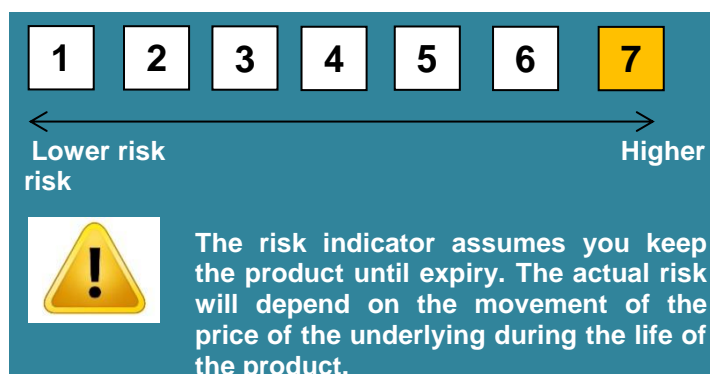 1 2 3 4 5 6 7
Lower risk Higher
risk
!
The risk indicator assumes you keep
the product until expiry. The actual risk
will depend on the movement of the
price of the underlying during the life of
the product.